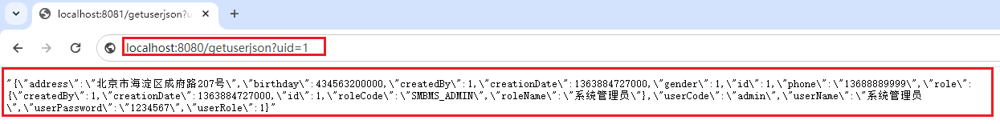 localhost:8081/getuserjson?u
localhost:8080/getuserjson?uid=1
"{\"address\":\"北京市海淀区成府路207号\",\"birthday\":434563200000,\"createdBy\":1,\"creationDate\":1363884727000,\"gender\":1,\"id\":1,\"phone\":\"13688889999\",\"role\":
{\"createdBy\":1,\"creationDate\":1363884727000,\"id\":1,\"roleCode\":\"SMBMS_ADMIN\",\"roleName\":\"系统管理员\"},\"userCode\":\"admin\",\"userName\":\"系统管理员
\",\"userPassword\":\"1234567\",\"userRole\":1}"